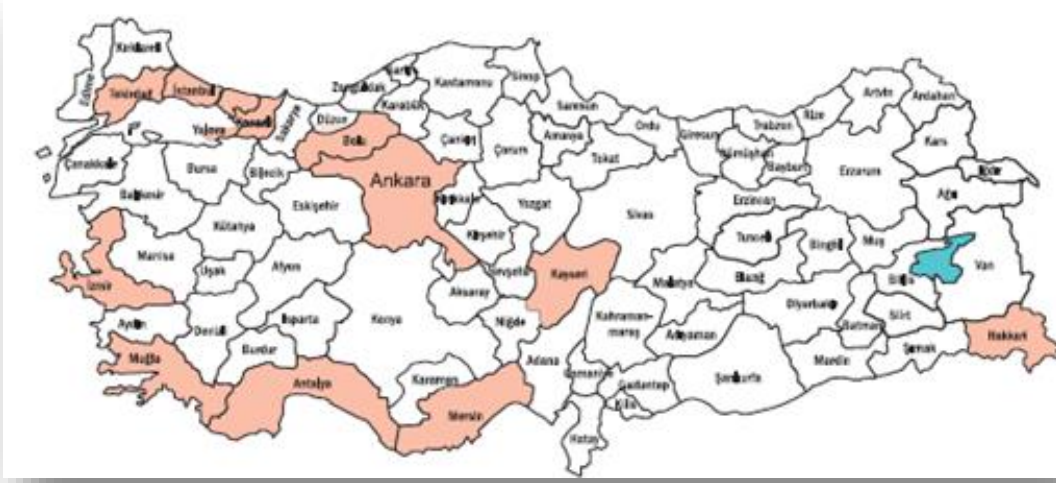 Kırklareli
Edirne
Tekirdağ
İstanbul
Kocaeli
Yalova
Sakarya
Düzce
Bolu
Zonguldak
Bartın
Karabük
Kastamonu
Sinop
Çankırı
Çorum
Samsun
Amasya
Tokat
Ordu
Giresun
Trabzon
Rize
Artvin
Ardahan
Kars
Gümüşhane
Bayburt
Erzurum
Iğdır
Ağrı
Çanakkale
Balıkesir
Bursa
Bilecik
Eskişehir
Ankara
Kırıkkale
Yozgat
Sivas
Erzincan
Tunceli
Bingöl
Muş
Kütahya
Manisa
Uşak
Afyon
Kırşehir
Nevşehir
Kayseri
Malatya
Elazığ
Bitlis
Van
İzmir
Aydın
Denizli
Isparta
Konya
Aksaray
Niğde
Kahraman-
maraş
Adıyaman
Diyarbakır
Batman
Siirt
Şırnak
Hakkari
Muğla
Burdur
Antalya
Karaman
Mersin
Adana
Osmaniye
Gaziantep
Kilis
Şanlıurfa
Mardin
Hatay